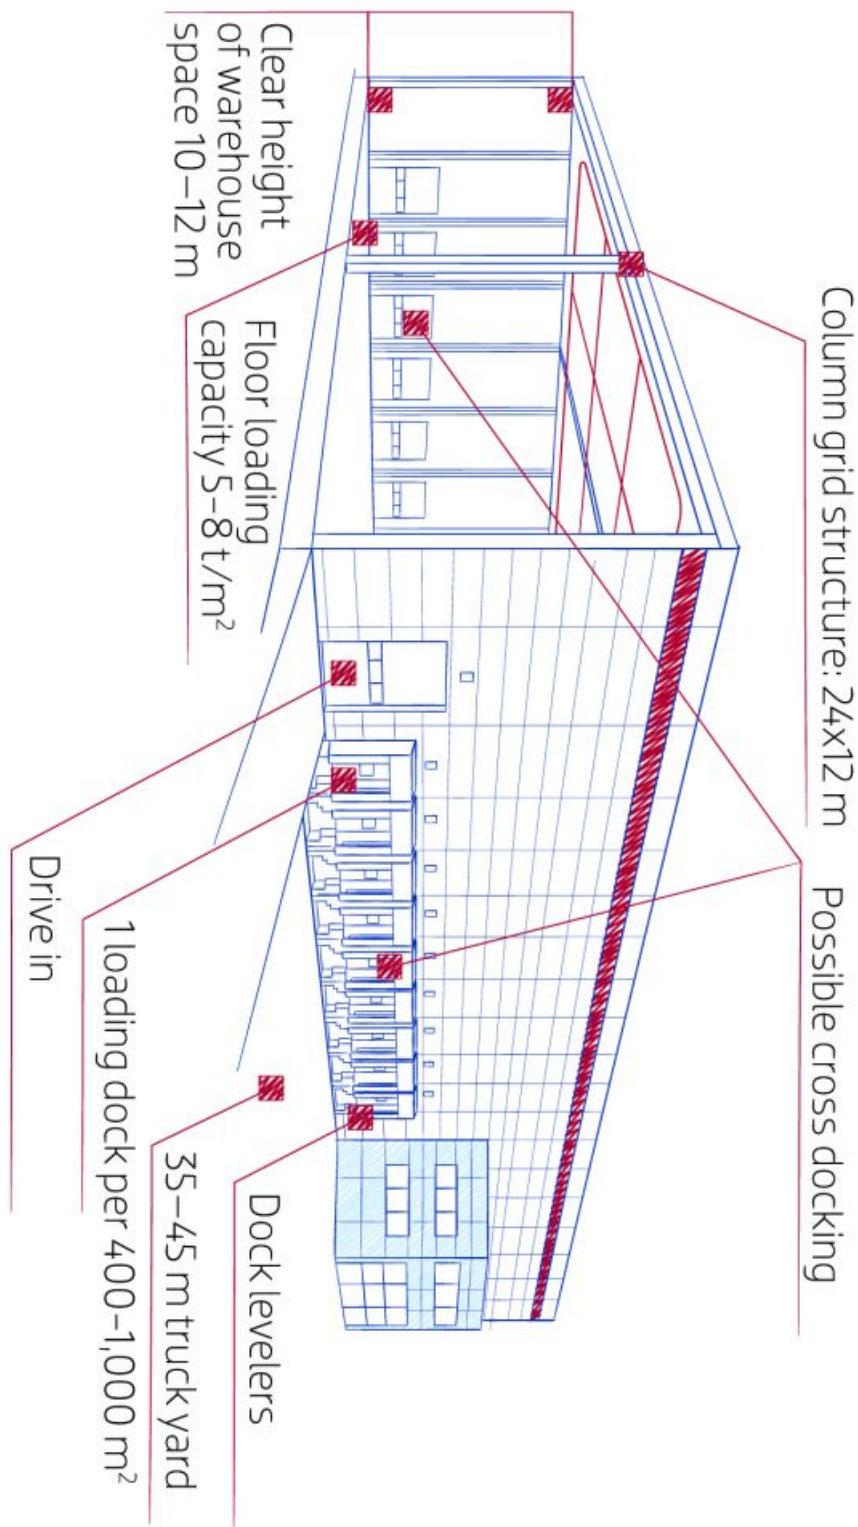 Column grid structure: 24x12 m
Possible cross docking
Clear height
of warehouse
space 10–12 m
Floor loading
capacity 5–8 t/m²
Dock levelers
35–45 m truck yard
1 loading dock per 400–1,000 m²
Drive in